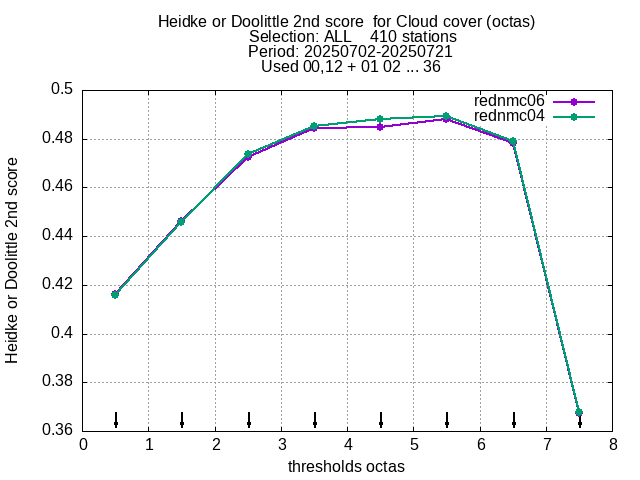 Heidke or Doolittle 2nd score  for Cloud cover (octas)
Selection: ALL    410 stations
Period: 20250702-20250721
Used 00,12 + 01 02 ... 36
rednmc06
rednmc04
Heidke or Doolittle 2nd score
0.5
0.48
0.46
0.44
0.42
0.4
0.38
0.36
0 1 2 3 4 5 6 7 8
thresholds octas